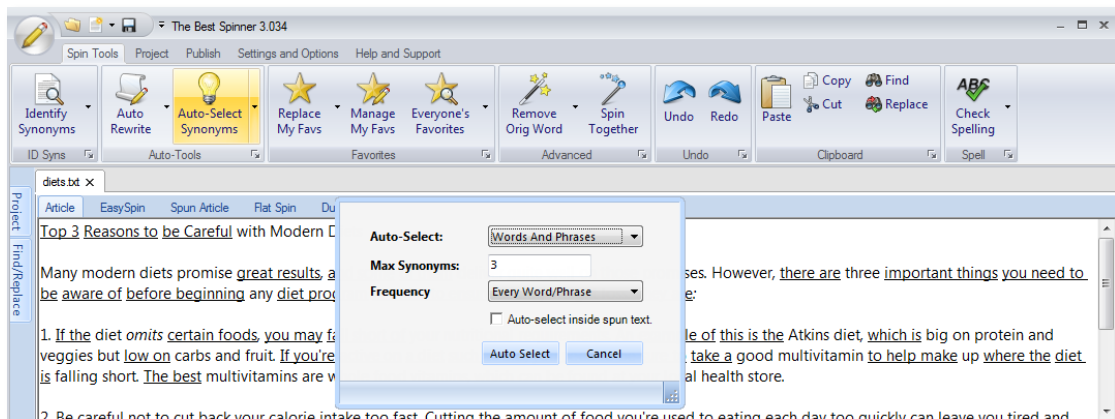 The Best Spinner 3.034
Spin Tools Project Publish Settings and Options Help and Support
Identify Synonyms
Auto Rewrite
Auto-Select Synonyms
Replace My Favs
Manage My Favs
Everyone's Favorites
Remove Orig Word
Spin Together
Undo
Redo
Paste
Copy
Cut
Find
Replace
ABC
Check Spelling
ID Syns Auto-Tools Favorites Advanced Undo Clipboard Spell
Project
Find/Replace
diets.txt
Article EasySpin Spun Article Flat Spin Du
Top 3 Reasons to be Careful with Modern D
Many modern diets promise great results, a
ses. However, there are three important things you need to
be aware of before beginning any diet prog
e:
1. If the diet omits certain foods, you may fa
le of this is the Atkins diet, which is big on protein and
veggies but low on carbs and fruit. If you're
take a good multivitamin to help make up where the diet
is falling short. The best multivitamins are w
al health store.
2. Be careful not to cut back your calorie intake too fast. Cutting the amount of food you're used to eating each day too quickly can leave you tired and
Auto-Select: Words And Phrases
Max Synonyms: 3
Frequency Every Word/Phrase
Auto-select inside spun text.
Auto Select Cancel